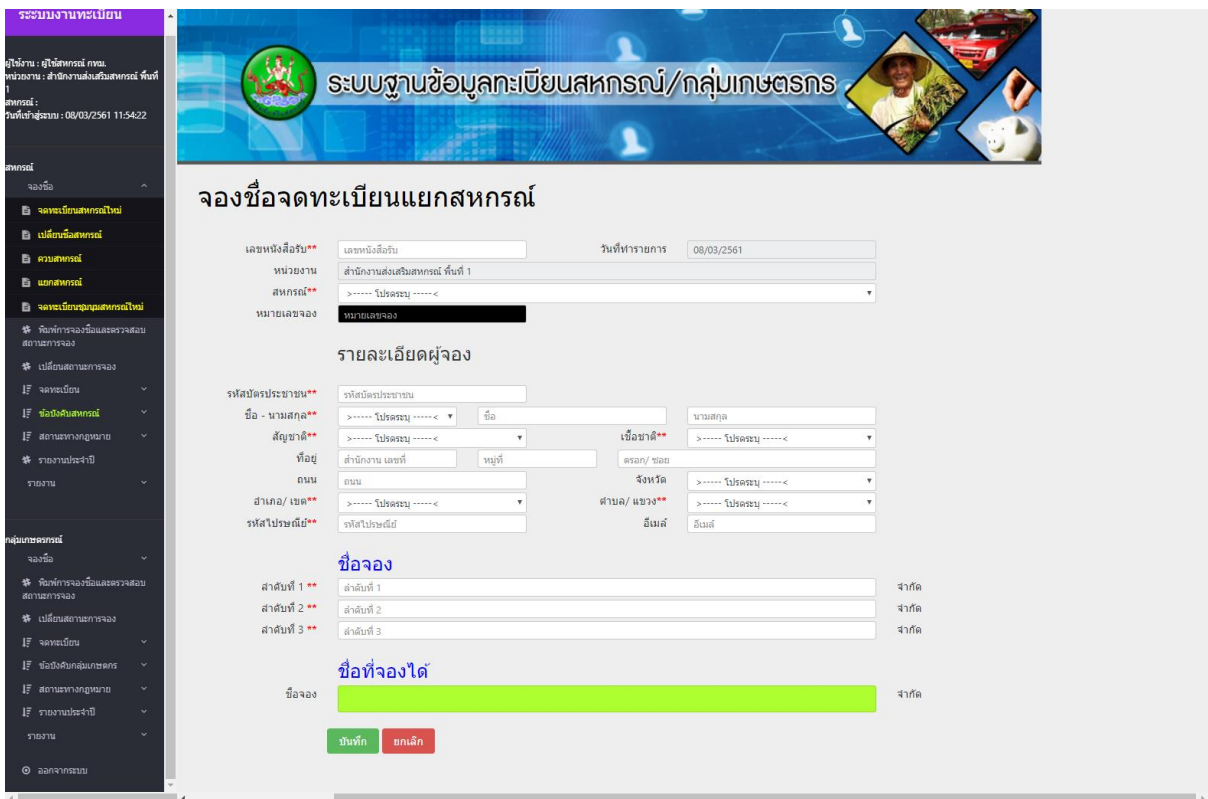 ระระบบงานทะเบียน
ผู้ใช้งาน : ผู้ใช้สหกรณ์ กทม.
หน่วยงาน : สำนักงานส่งเสริมสหกรณ์ พื้นที่
1
สหกรณ์ :
วันที่เข้าสู่ระบบ : 08/03/2561 11:54:22
สหกรณ์
จองชื่อ
จดทะเบียนสหกรณ์ใหม่
เปลี่ยนชื่อสหกรณ์
ควบสหกรณ์
แยกสหกรณ์
จดทะเบียนชุมนุมสหกรณ์ใหม่
พิมพ์การจองชื่อและตรวจสอบ
สถานะการจอง
เปลี่ยนสถานะการจอง
จดทะเบียน
ข้อบังคับสหกรณ์
สถานะทางกฎหมาย
รายงานประจำปี
รายงาน
กลุ่มเกษตรกรณ์
จองชื่อ
พิมพ์การจองชื่อและตรวจสอบ
สถานะการจอง
เปลี่ยนสถานะการจอง
จดทะเบียน
ข้อบังคับกลุ่มเกษตกร
สถานะทางกฎหมาย
รายงานประจำปี
รายงาน
ออกจากระบบ
ระบบฐานข้อมูลทะเบียนสหกรณ์/กลุ่มเกษตรกร
จองชื่อจดทะเบียนแยกสหกรณ์
เลขหนังสือรับ** เลขหนังสือรับ วันที่ทำรายการ 08/03/2561
หน่วยงาน สำนักงานส่งเสริมสหกรณ์ พื้นที่ 1
สหกรณ์** >----- โปรดระบุ -----<
หมายเลขจอง หมายเลขจอง
รายละเอียดผู้จอง
รหัสบัตรประชาชน** รหัสบัตรประชาชน
ชื่อ - นามสกุล** >----- โปรดระบุ -----< ชื่อ นามสกุล
สัญชาติ** >----- โปรดระบุ -----< เชื้อชาติ** >----- โปรดระบุ -----<
ที่อยู่ สำนักงาน เลขที่ หมู่ที่ ตรอก/ ซอย
ถนน ถนน จังหวัด >----- โปรดระบุ -----<
อำเภอ/ เขต** >----- โปรดระบุ -----< ตำบล/ แขวง** >----- โปรดระบุ -----<
รหัสไปรษณีย์** รหัสไปรษณีย์ อีเมล์ อีเมล์
ชื่อจอง
ลำดับที่ 1 ** ลำดับที่ 1 จำกัด
ลำดับที่ 2 ** ลำดับที่ 2 จำกัด
ลำดับที่ 3 ** ลำดับที่ 3 จำกัด
ชื่อที่จองได้
ชื่อจอง จำกัด
บันทึก ยกเลิก